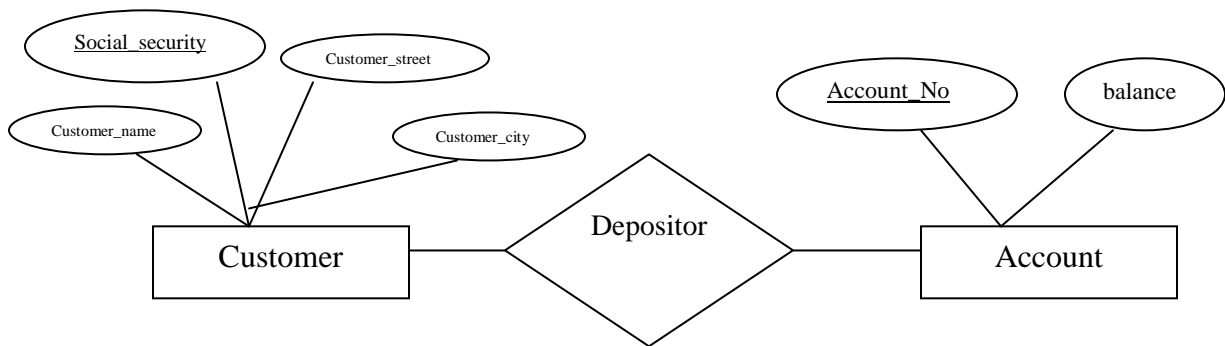 Social_security
Customer_street
Customer_name
Customer_city
Account_No
balance
Customer
Depositor
Account